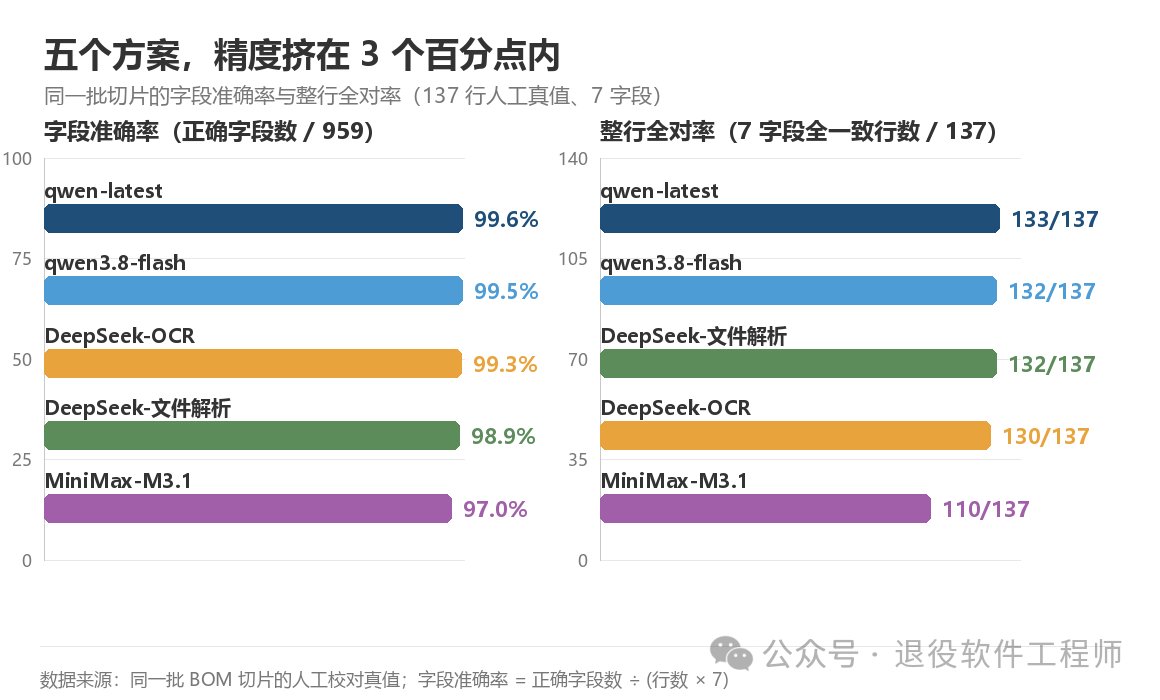 五个方案，精度挤在 3 个百分点内
同一批切片的字段准确率与整行全对率（137 行人工真值、7 字段）
字段准确率（正确字段数 / 959）
100
qwen-latest
99.6%
75
qwen3.8-flash
99.5%
DeepSeek-OCR
50
99.3%
DeepSeek-文件解析
98.9%
25
MiniMax-M3.1
97.0%
0
整行全对率（7 字段全一致行数 / 137）
140
qwen-latest
133/137
105
qwen3.8-flash
132/137
DeepSeek-文件解析
70
132/137
DeepSeek-OCR
130/137
35
MiniMax-M3.1
110/137
0
公众号 · 退役软件工程师
数据来源：同一批 BOM 切片的人工校对真值；字段准确率 = 正确字段数 ÷ (行数 × 7)